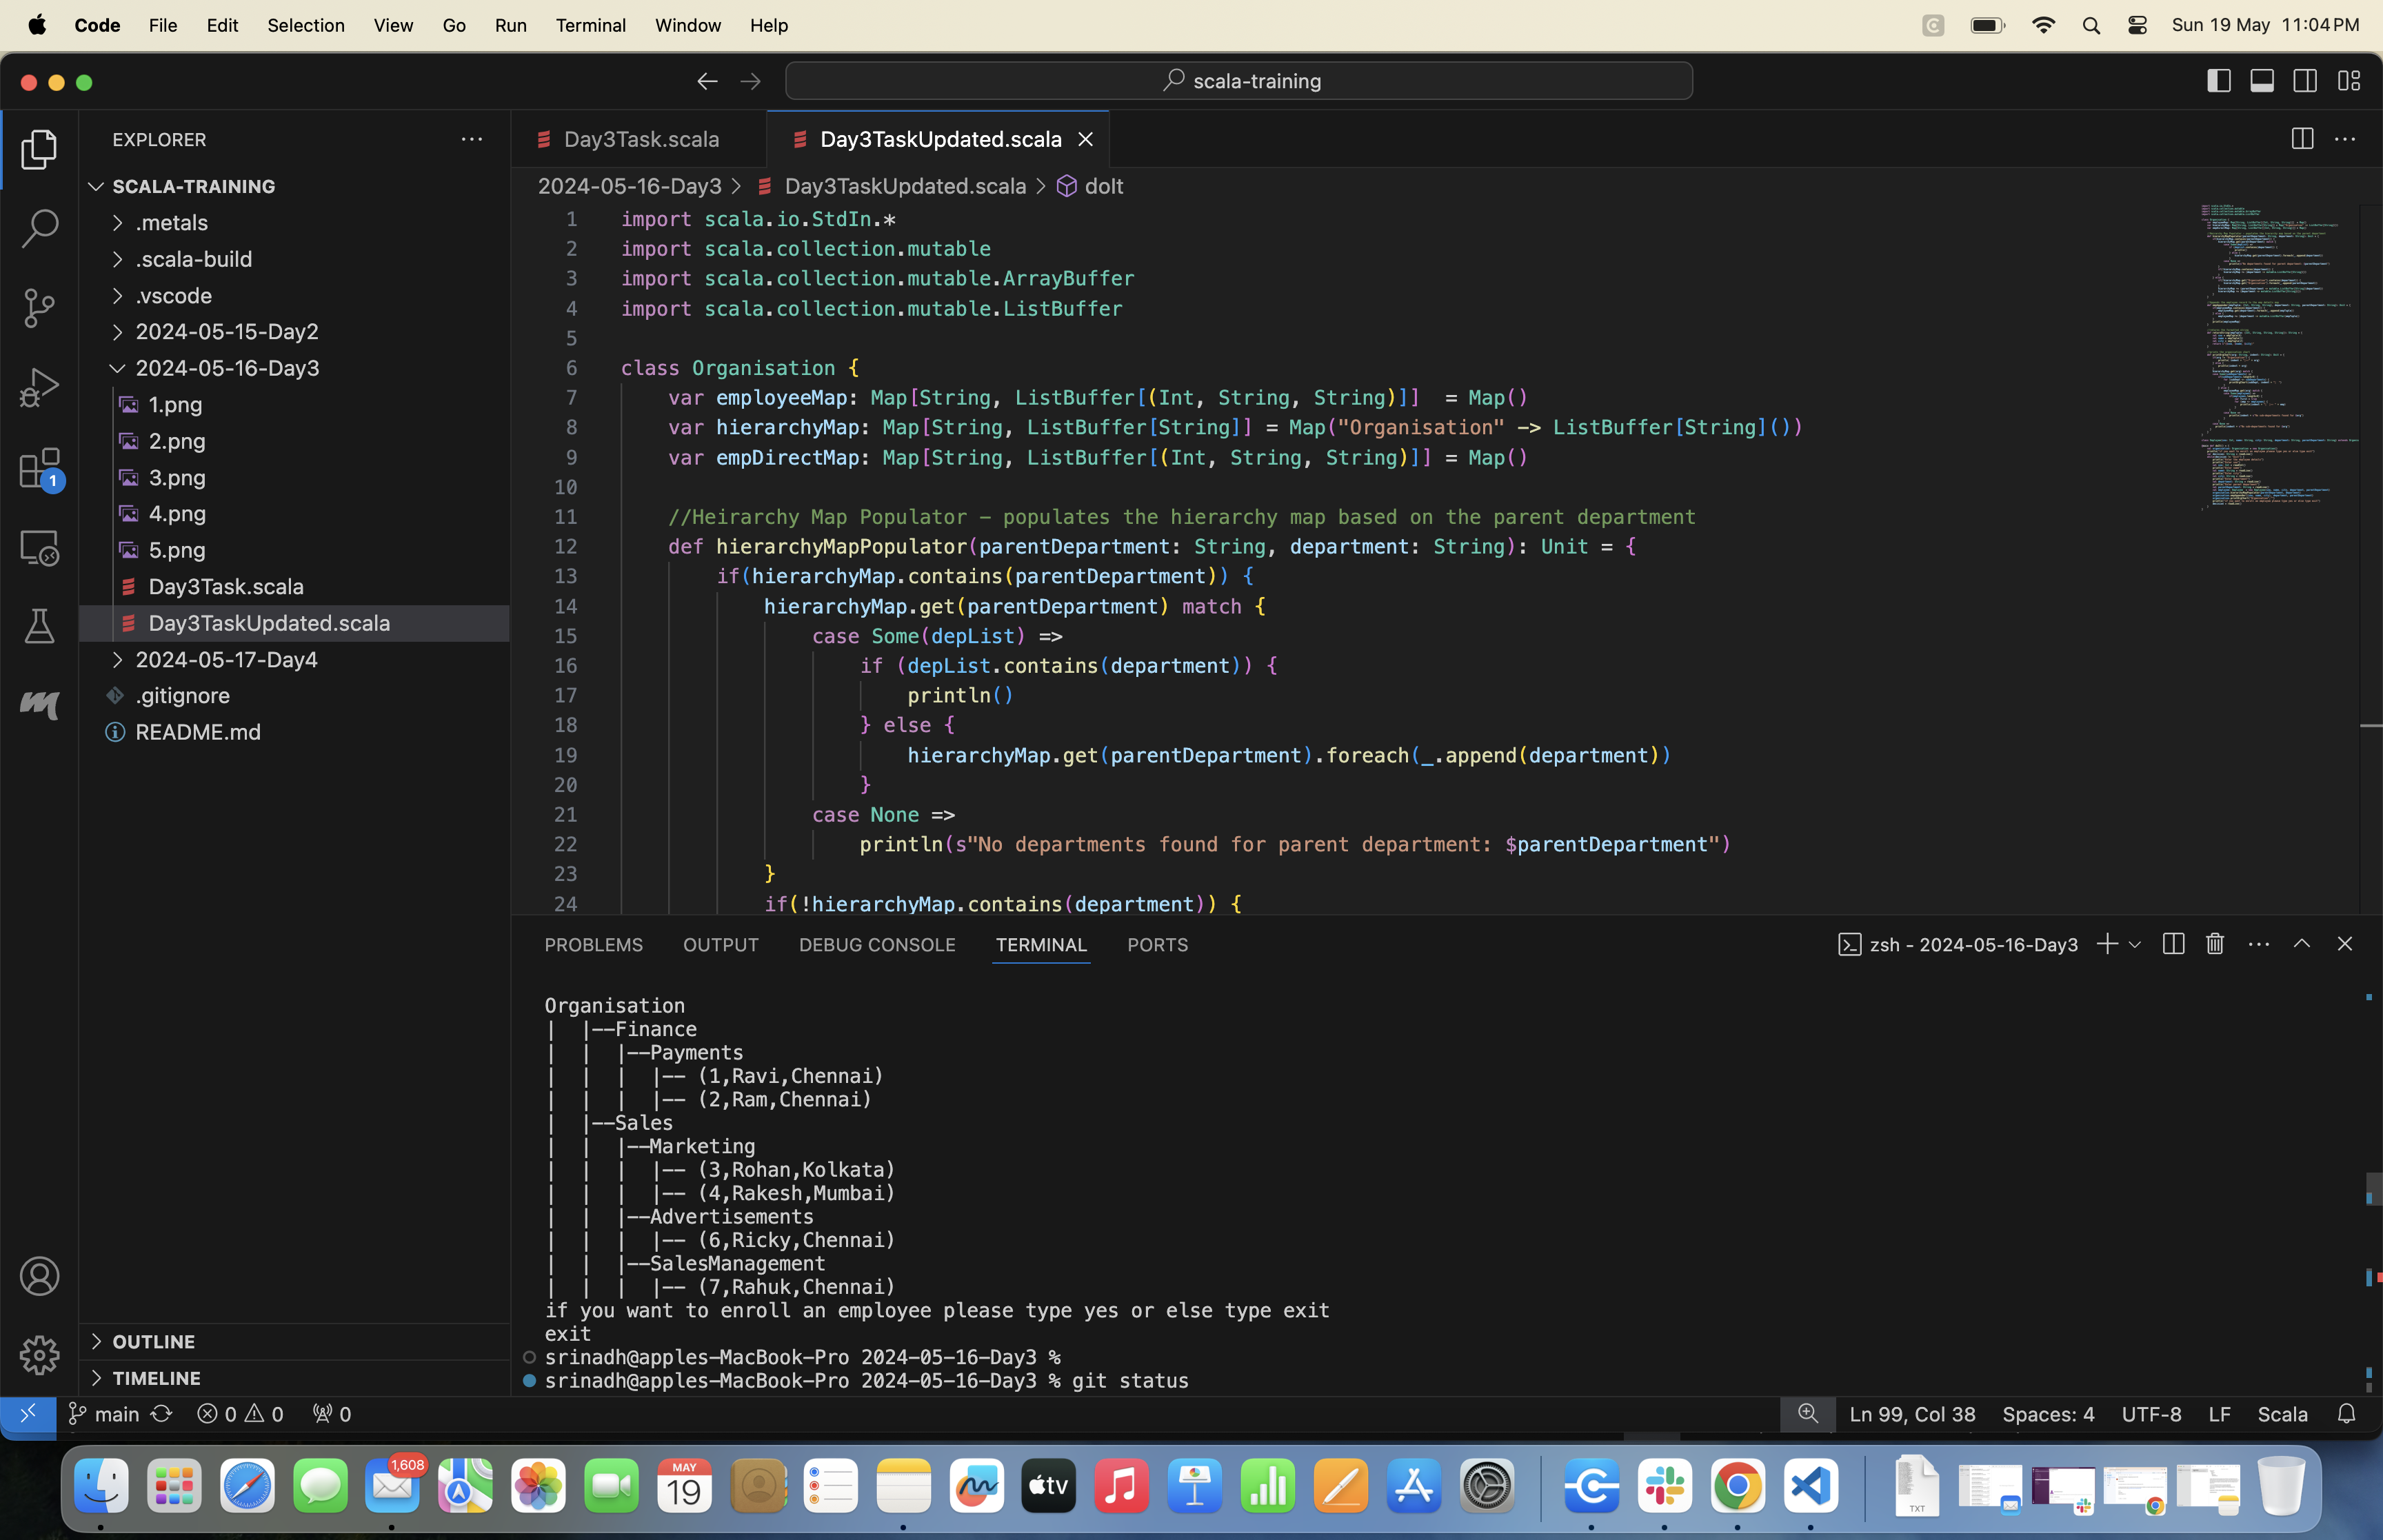 Code File Edit Selection View Go Run Terminal Window Help Sun 19 May 11:04 PM
scala-training
EXPLORER
SCALA-TRAINING
.metals
.scala-build
.vscode
2024-05-15-Day2
2024-05-16-Day3
1.png
2.png
3.png
4.png
5.png
Day3Task.scala
Day3TaskUpdated.scala
2024-05-17-Day4
.gitignore
README.md
OUTLINE
TIMELINE
1
Day3Task.scala Day3TaskUpdated.scala
2024-05-16-Day3 > Day3TaskUpdated.scala > doIt
1 import scala.io.StdIn.*
2 import scala.collection.mutable
3 import scala.collection.mutable.ArrayBuffer
4 import scala.collection.mutable.ListBuffer
5
6 class Organisation {
7 var employeeMap: Map[String, ListBuffer[(Int, String, String)]]  = Map()
8 var hierarchyMap: Map[String, ListBuffer[String]] = Map("Organisation" -> ListBuffer[String]())
9 var empDirectMap: Map[String, ListBuffer[(Int, String, String)]] = Map()
10
11 //Heirarchy Map Populator - populates the hierarchy map based on the parent department
12 def hierarchyMapPopulator(parentDepartment: String, department: String): Unit = {
13 if(hierarchyMap.contains(parentDepartment)) {
14 hierarchyMap.get(parentDepartment) match {
15 case Some(depList) =>
16 if (depList.contains(department)) {
17 println()
18 } else {
19 hierarchyMap.get(parentDepartment).foreach(_.append(department))
20 }
21 case None =>
22 println(s"No departments found for parent department: $parentDepartment")
23 }
24 if(!hierarchyMap.contains(department)) {
PROBLEMS OUTPUT DEBUG CONSOLE TERMINAL PORTS zsh - 2024-05-16-Day3
Organisation
|  |--Finance
|  |  |--Payments
|  |  |  |-- (1,Ravi,Chennai)
|  |  |  |-- (2,Ram,Chennai)
|  |--Sales
|  |  |--Marketing
|  |  |  |-- (3,Rohan,Kolkata)
|  |  |  |-- (4,Rakesh,Mumbai)
|  |  |--Advertisements
|  |  |  |-- (6,Ricky,Chennai)
|  |  |--SalesManagement
|  |  |  |-- (7,Rahuk,Chennai)
if you want to enroll an employee please type yes or else type exit
exit
srinadh@apples-MacBook-Pro 2024-05-16-Day3 %
srinadh@apples-MacBook-Pro 2024-05-16-Day3 % git status
main 0 0 0 Ln 99, Col 38 Spaces: 4 UTF-8 LF Scala
1,608
MAY
19
tv
TXT